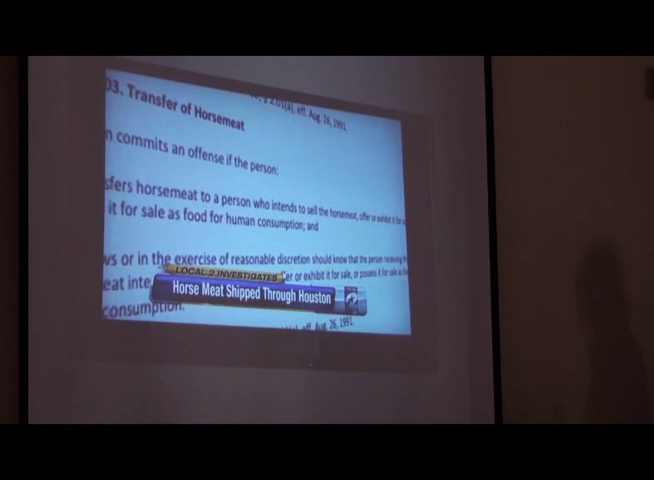 03. Transfer of Horsemeat
2.01(a), eff. Aug. 26, 1991.
n commits an offense if the person:
sfers horsemeat to a person who intends to sell the horsemeat, offer or exhibit it for s
it for sale as food for human consumption; and
ws or in the exercise of reasonable discretion should know that the person receiving th
eat inte
er or exhibit it for sale, or possess it for sale as fo
consumption.
eff. Aug. 26, 1991.
LOCAL 2 INVESTIGATES
Horse Meat Shipped Through Houston
2